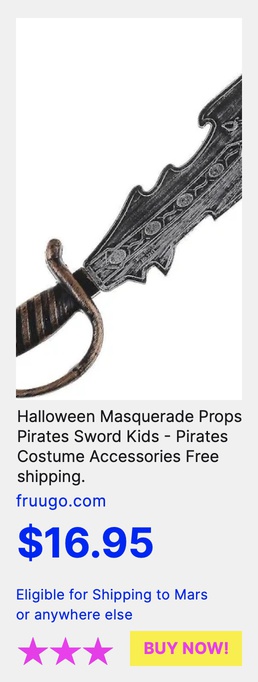 Halloween Masquerade Props
Pirates Sword Kids - Pirates
Costume Accessories Free
shipping.
fruugo.com
$16.95
Eligible for Shipping to Mars
or anywhere else
BUY NOW!